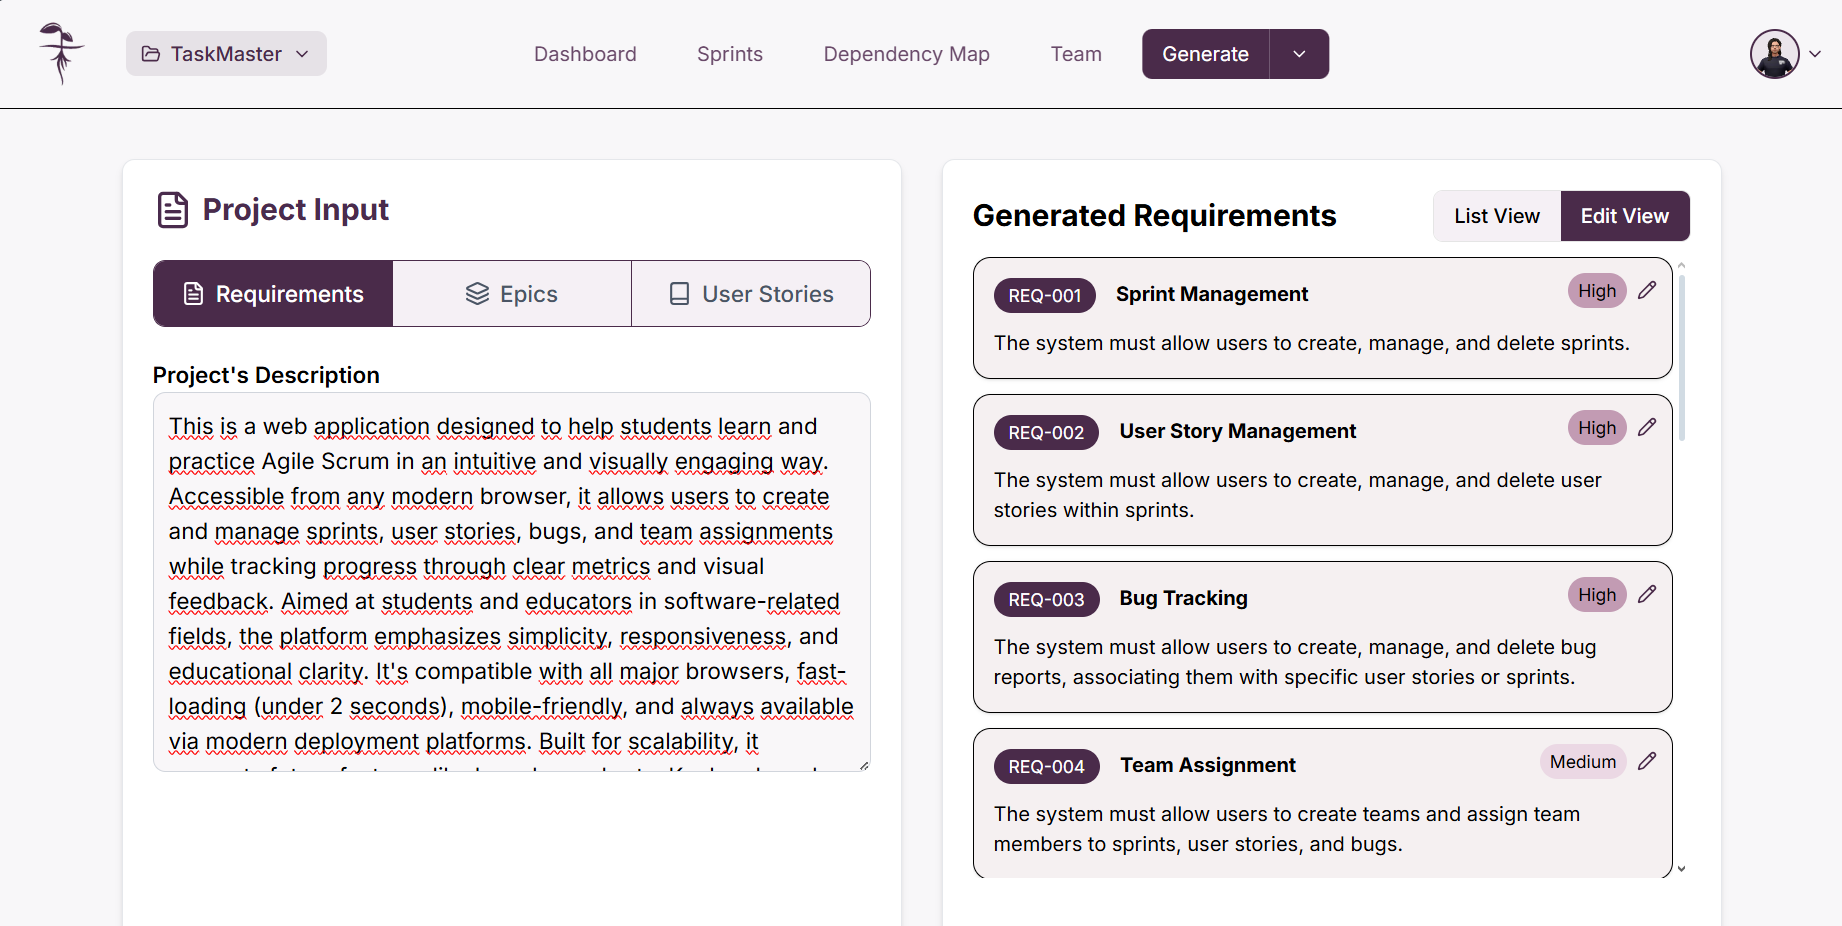 TaskMaster
Dashboard
Sprints
Dependency Map
Team
Generate
Project Input
Requirements
Epics
User Stories
Project's Description
This is a web application designed to help students learn and
practice Agile Scrum in an intuitive and visually engaging way.
Accessible from any modern browser, it allows users to create
and manage sprints, user stories, bugs, and team assignments
while tracking progress through clear metrics and visual
feedback. Aimed at students and educators in software-related
fields, the platform emphasizes simplicity, responsiveness, and
educational clarity. It's compatible with all major browsers, fast-
loading (under 2 seconds), mobile-friendly, and always available
via modern deployment platforms. Built for scalability, it
Generated Requirements
List View
Edit View
REQ-001
Sprint Management
High
The system must allow users to create, manage, and delete sprints.
REQ-002
User Story Management
High
The system must allow users to create, manage, and delete user
stories within sprints.
REQ-003
Bug Tracking
High
The system must allow users to create, manage, and delete bug
reports, associating them with specific user stories or sprints.
REQ-004
Team Assignment
Medium
The system must allow users to create teams and assign team
members to sprints, user stories, and bugs.